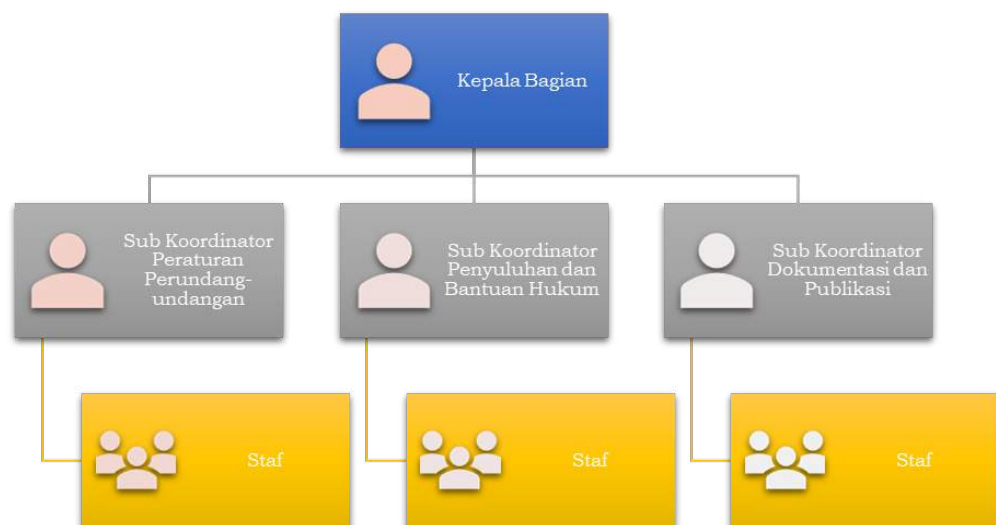 Kepala Bagian
Sub Koordinator
Peraturan
Perundang-
undangan
Sub Koordinator
Penyuluhan dan
Bantuan Hukum
Sub Koordinator
Dokumentasi dan
Publikasi
Staf
Staf
Staf